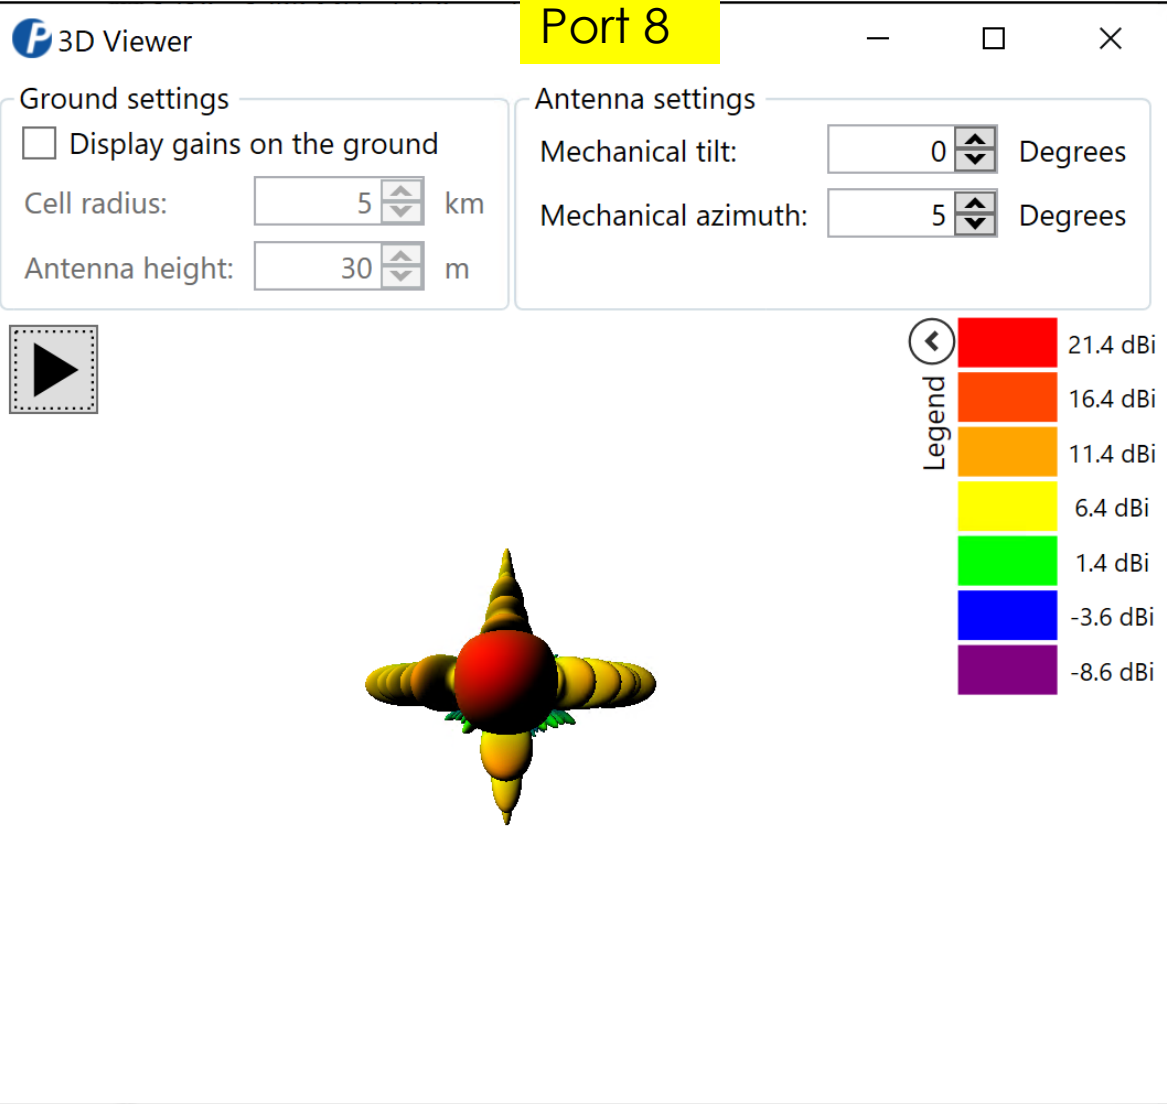 Port 8
3D Viewer
Ground settings
Display gains on the ground
Cell radius: 5 km
Antenna height: 30 m
Antenna settings
Mechanical tilt: 0 Degrees
Mechanical azimuth: 5 Degrees
Legend
21.4 dBi
16.4 dBi
11.4 dBi
6.4 dBi
1.4 dBi
-3.6 dBi
-8.6 dBi